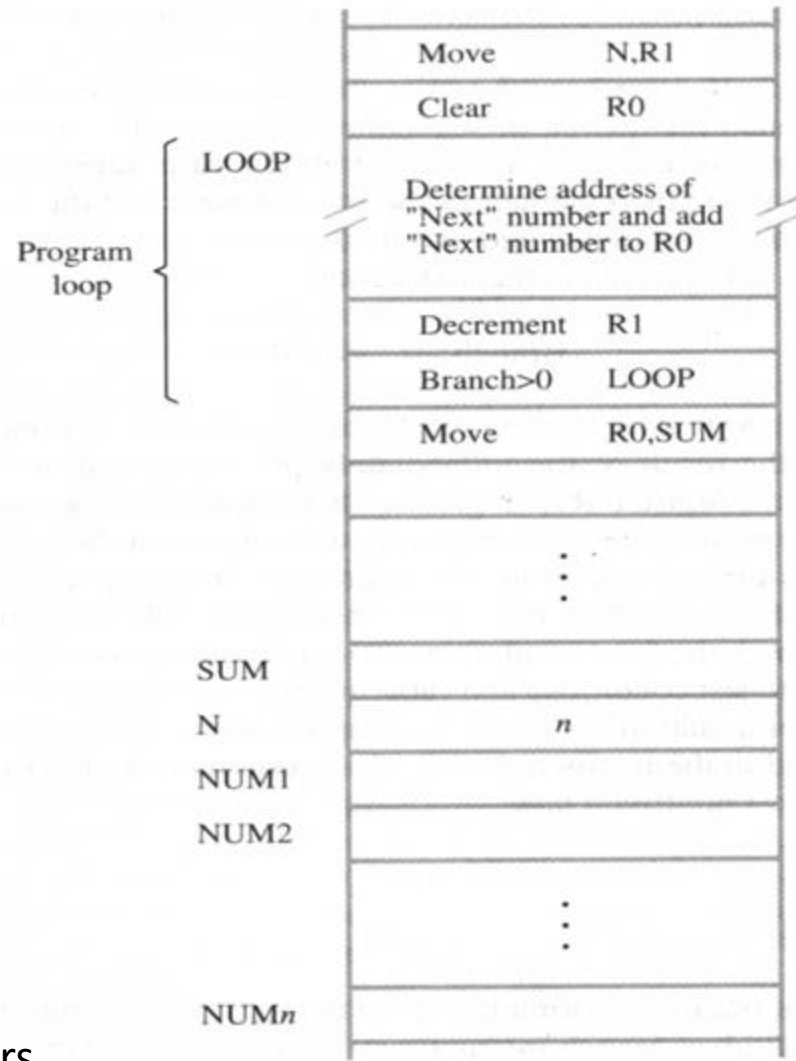 Move N,R1
Clear R0
LOOP
Determine address of
"Next" number and add
"Next" number to R0
Program
loop
Decrement R1
Branch>0 LOOP
Move R0,SUM
SUM
N n
NUM1
NUM2
NUMn
rs